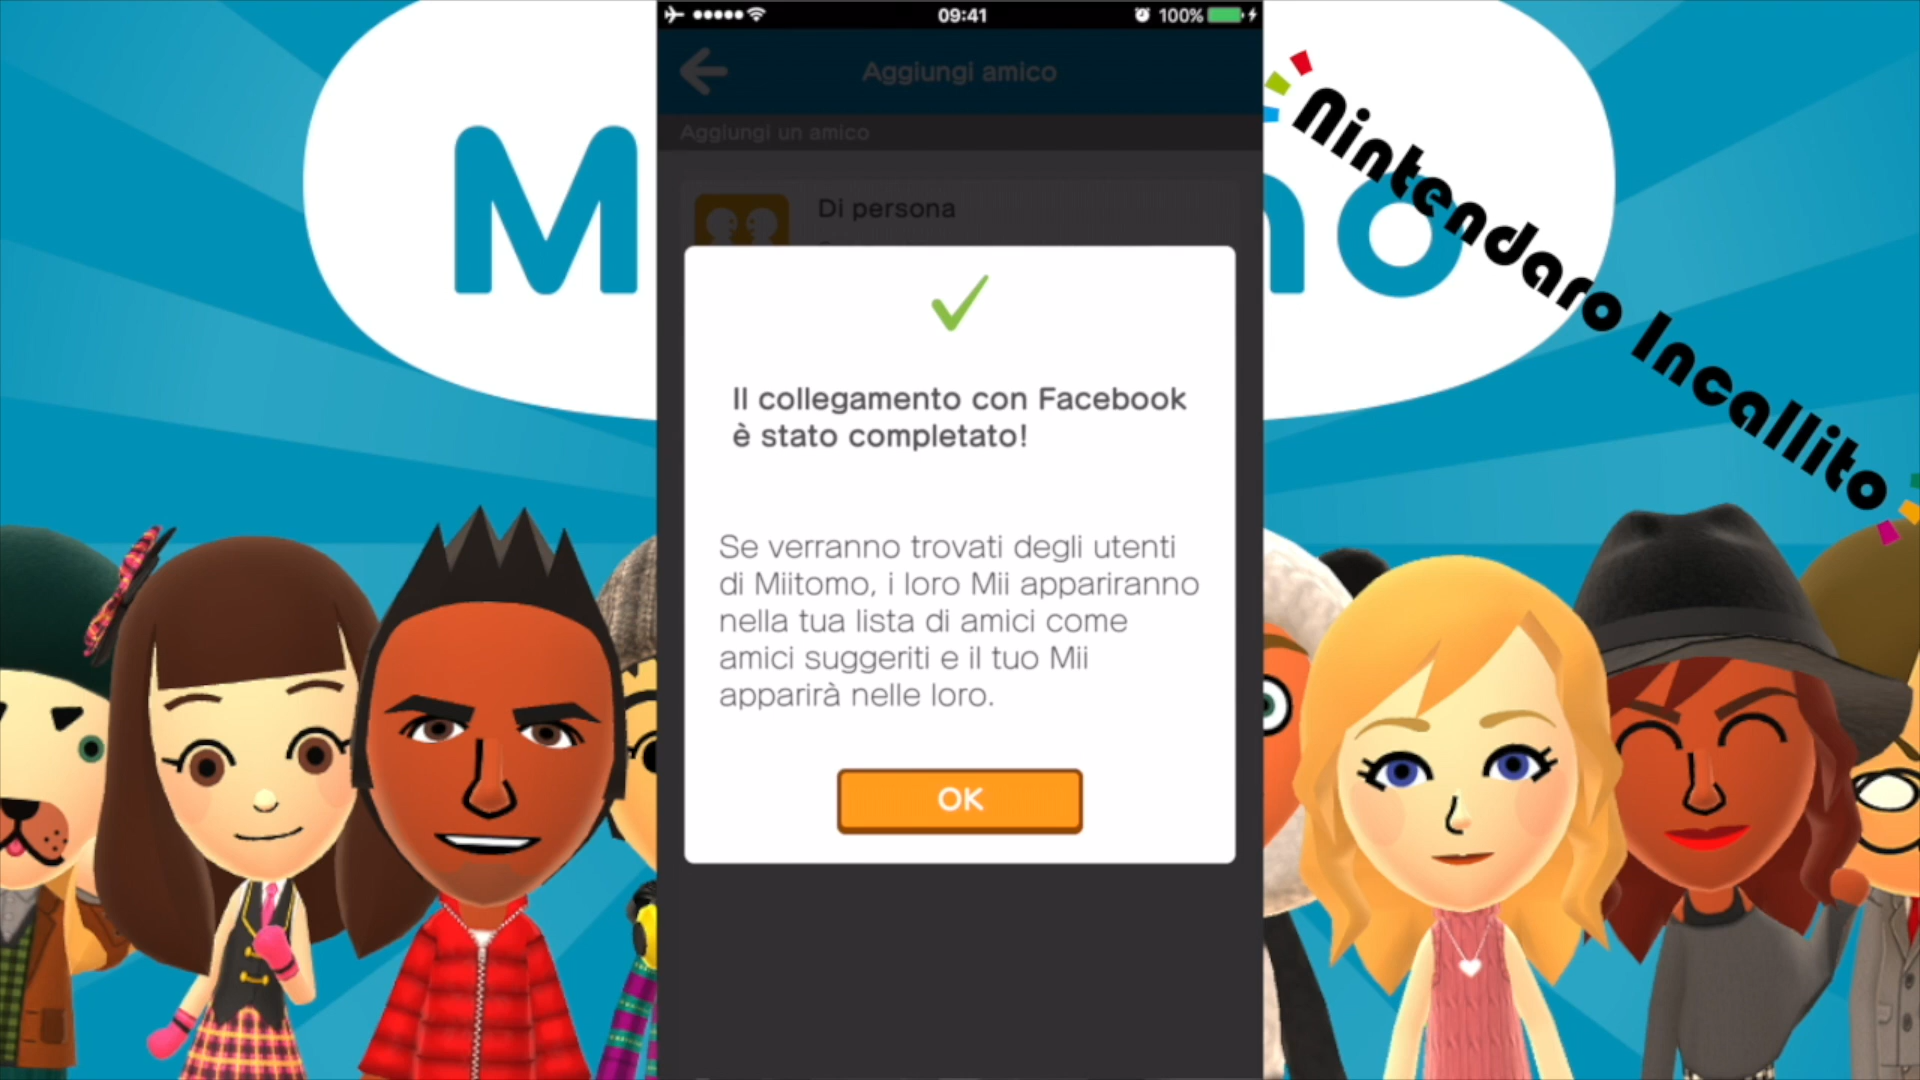 09:41
100%
Aggiungi amico
Aggiungi un amico
Di persona
Il collegamento con Facebook
è stato completato!
Se verranno trovati degli utenti
di Miitomo, i loro Mii appariranno
nella tua lista di amici come
amici suggeriti e il tuo Mii
apparirà nelle loro.
OK
Nintendaro Incallito